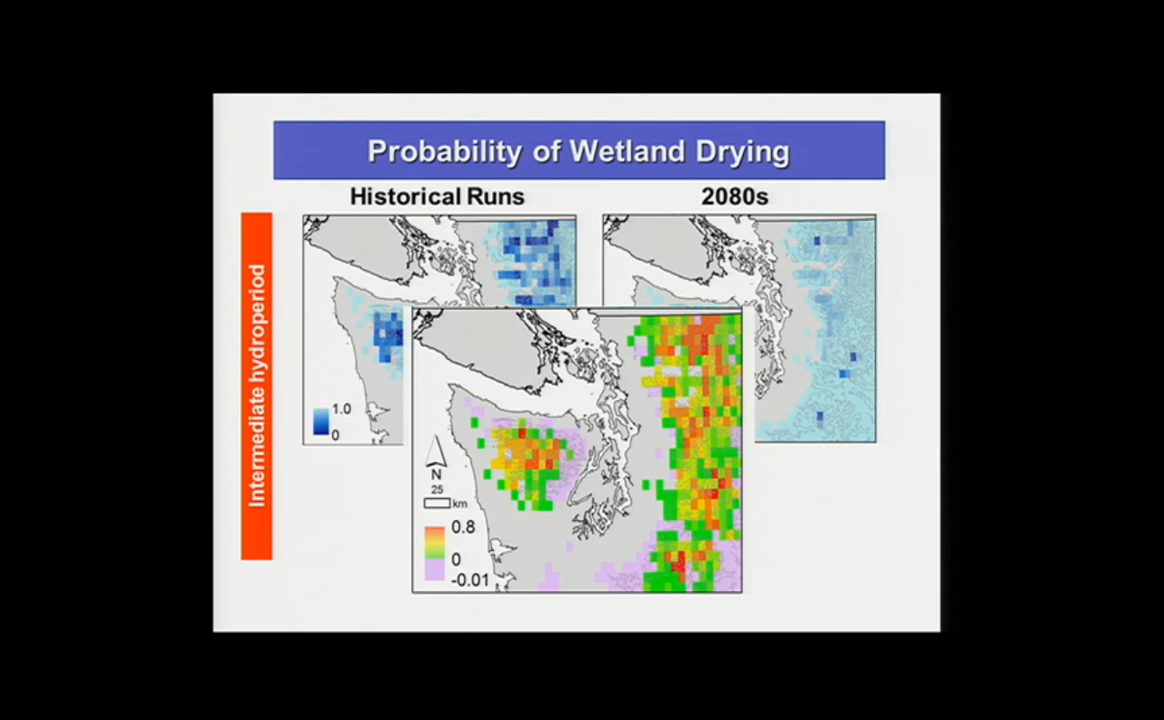 Probability of Wetland Drying
Historical Runs
2080s
Intermediate hydroperiod
1.0
0
N
25
km
0.8
0
-0.01